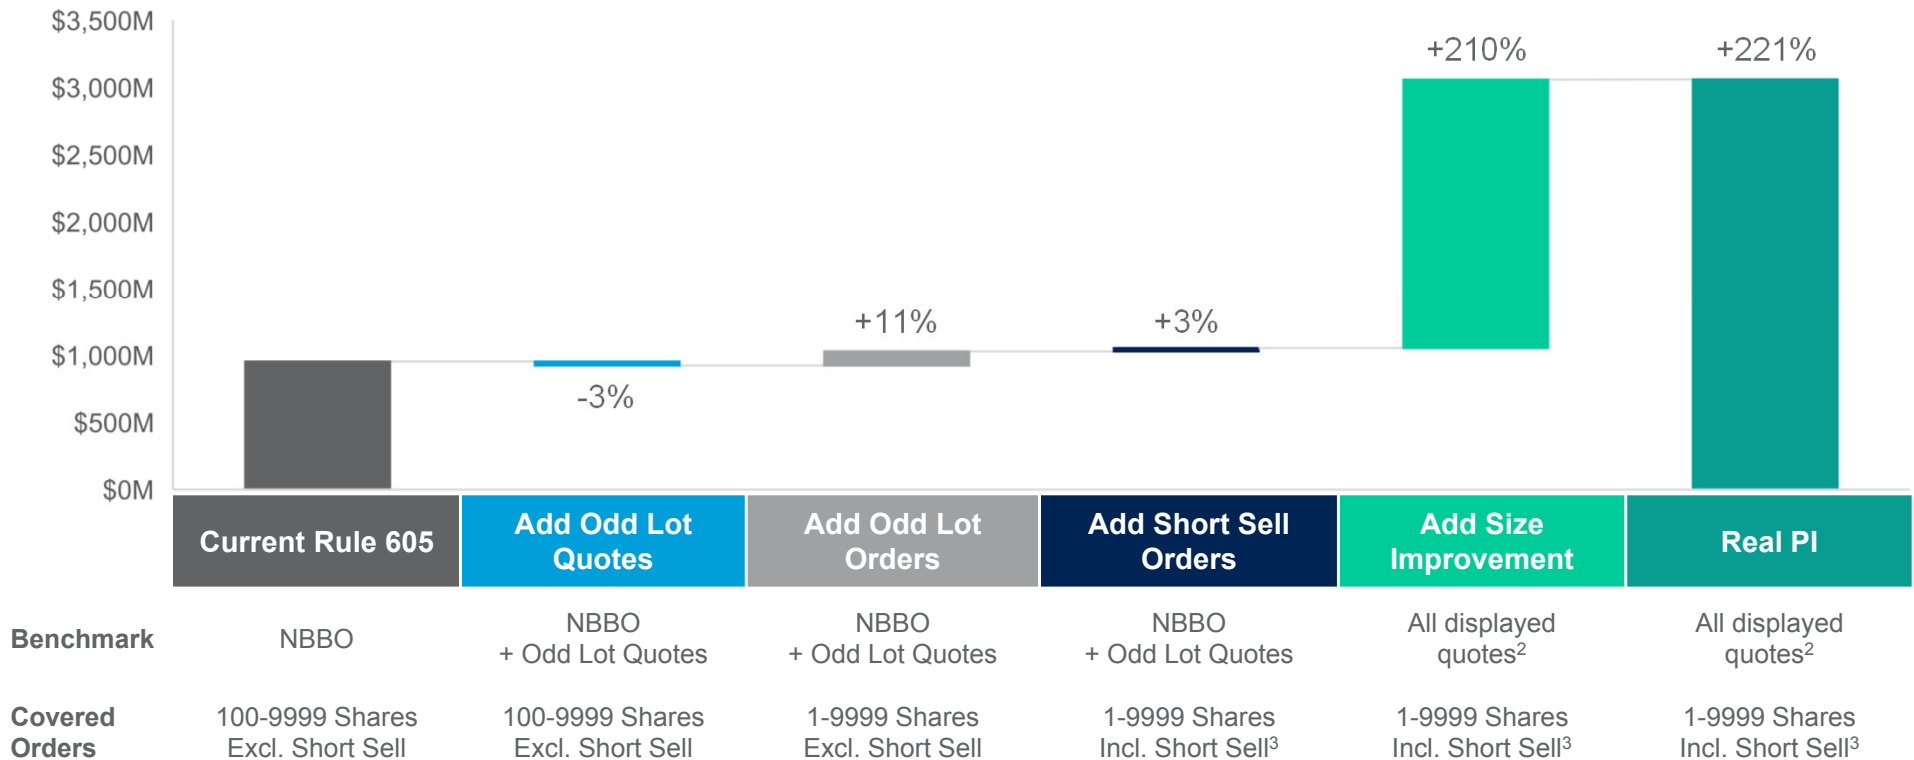 $3,500M
$3,000M
$2,500M
$2,000M
$1,500M
$1,000M
$500M
$0M
-3%
+11%
+3%
+210%
+221%
Current Rule 605
Add Odd Lot
Quotes
Add Odd Lot
Orders
Add Short Sell
Orders
Add Size
Improvement
Real PI
Benchmark
NBBO
NBBO
+ Odd Lot Quotes
NBBO
+ Odd Lot Quotes
NBBO
+ Odd Lot Quotes
All displayed
quotes²
All displayed
quotes²
Covered
Orders
100-9999 Shares
Excl. Short Sell
100-9999 Shares
Excl. Short Sell
1-9999 Shares
Excl. Short Sell
1-9999 Shares
Incl. Short Sell³
1-9999 Shares
Incl. Short Sell³
1-9999 Shares
Incl. Short Sell³